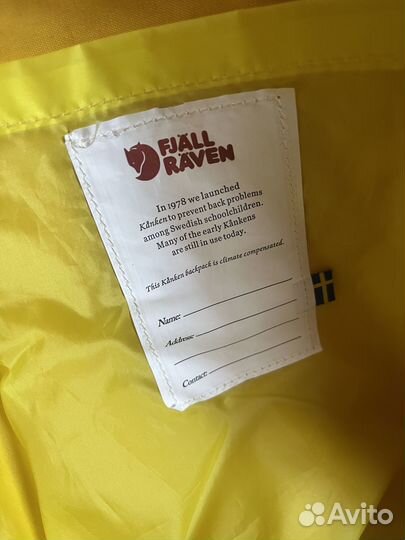 FJÄLL
RÄVEN
In 1978 we launched
Kånken to prevent back problems
among Swedish schoolchildren.
Many of the early Kånkens
are still in use today.
This Kånken backpack is climate compensated.
Name:
Address:
Contact:
Avito